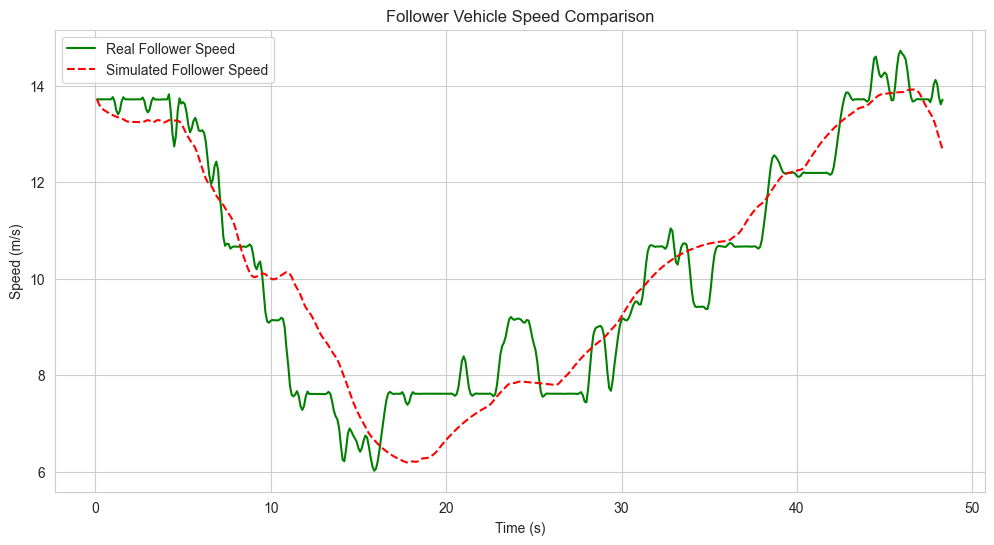 Follower Vehicle Speed Comparison
Real Follower Speed
Simulated Follower Speed
Speed (m/s)
14
12
10
8
6
0 10 20 30 40 50
Time (s)